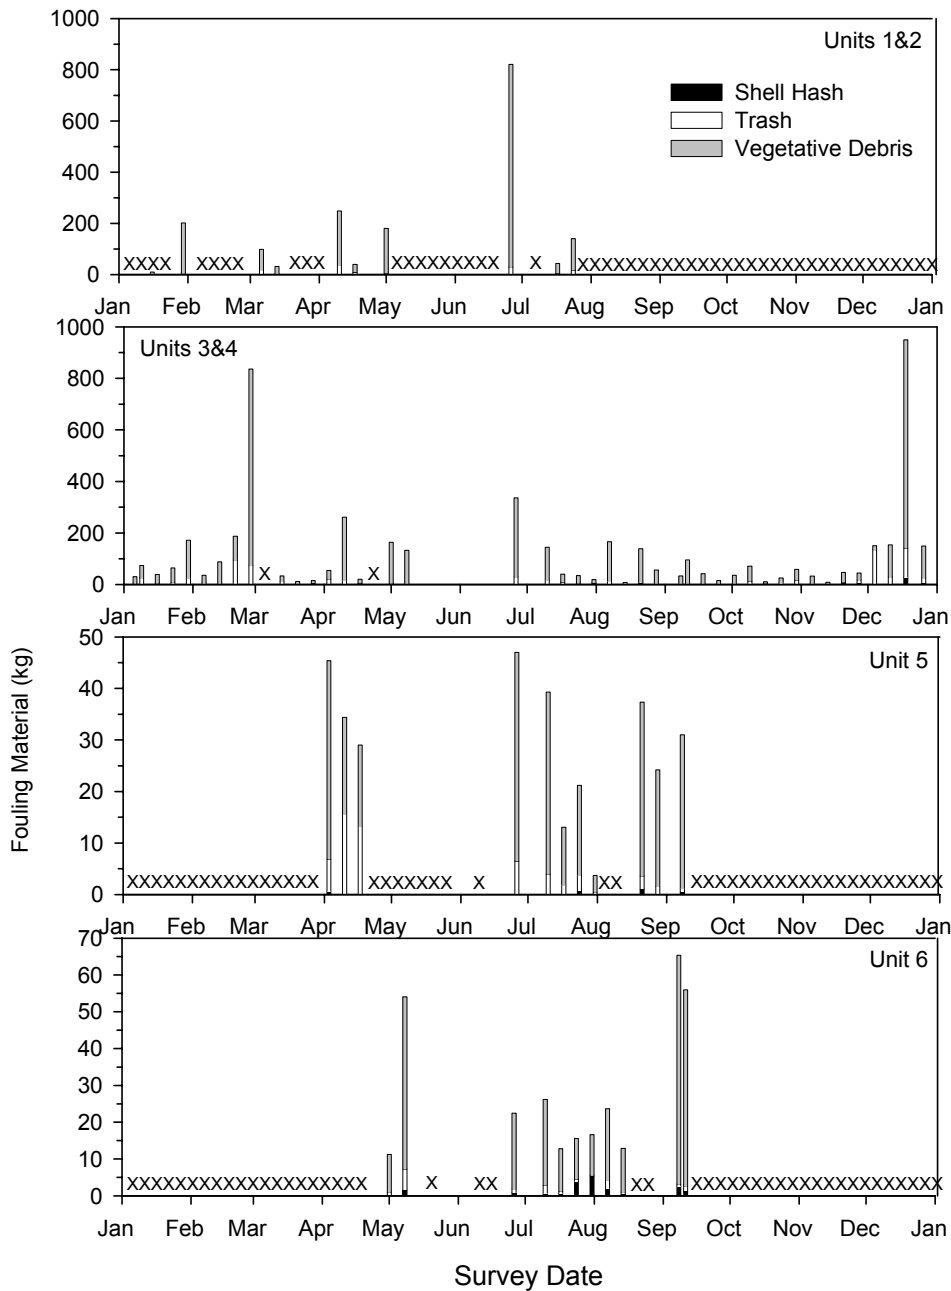 1000
Units 1&2
800
Shell Hash
Trash
600
Vegetative Debris
400
200
XXXX XXXX XXX XXXXXXXXX X XXXXXXXXXXXXXXXXXXXXXXXXXXXXXX
0
Jan Feb Mar Apr May Jun Jul Aug Sep Oct Nov Dec Jan
1000
Units 3&4
800
600
400
200
X X
0
Jan Feb Mar Apr May Jun Jul Aug Sep Oct Nov Dec Jan
50
Unit 5
40
30
20
10
XXXXXXXXXXXXXXXX XXXXXXX X XX XXXXXXXXXXXXXXXXXXXXX
0
Jan Feb Mar Apr May Jun Jul Aug Sep Oct Nov Dec Jan
Fouling Material (kg)
70
Unit 6
60
50
40
30
20
10
XXXXXXXXXXXXXXXXXXXX X XX XX XXXXXXXXXXXXXXXXXXXXX
0
Jan Feb Mar Apr May Jun Jul Aug Sep Oct Nov Dec Jan
Survey Date